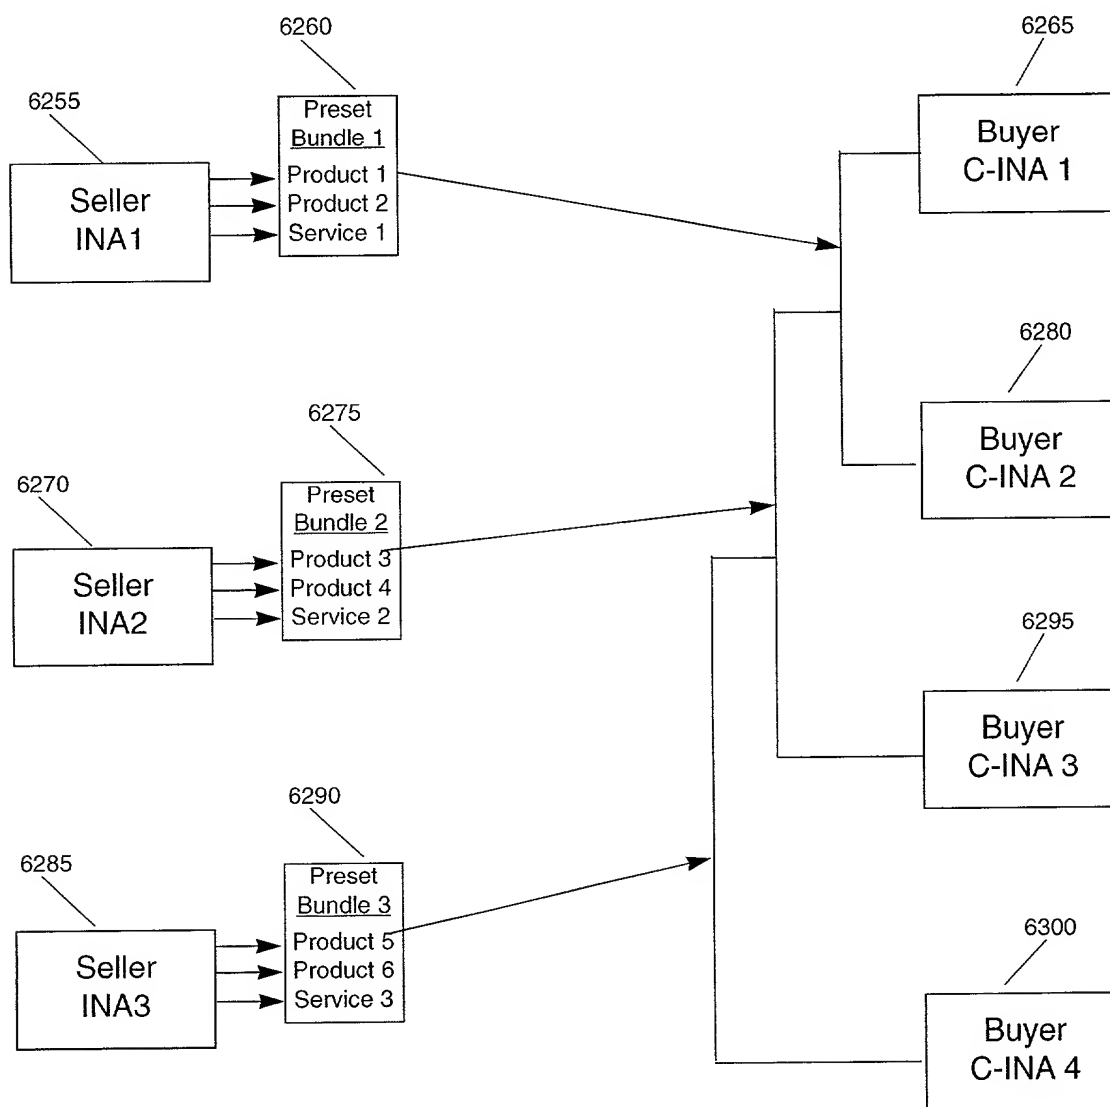 6260
6265
6255
Preset
Bundle 1
Product 1
Product 2
Service 1
Seller
INA1
Buyer
C-INA 1
6280
6275
Buyer
C-INA 2
6270
Preset
Bundle 2
Product 3
Product 4
Service 2
Seller
INA2
6295
Buyer
C-INA 3
6290
6285
Preset
Bundle 3
Product 5
Product 6
Service 3
Seller
INA3
6300
Buyer
C-INA 4